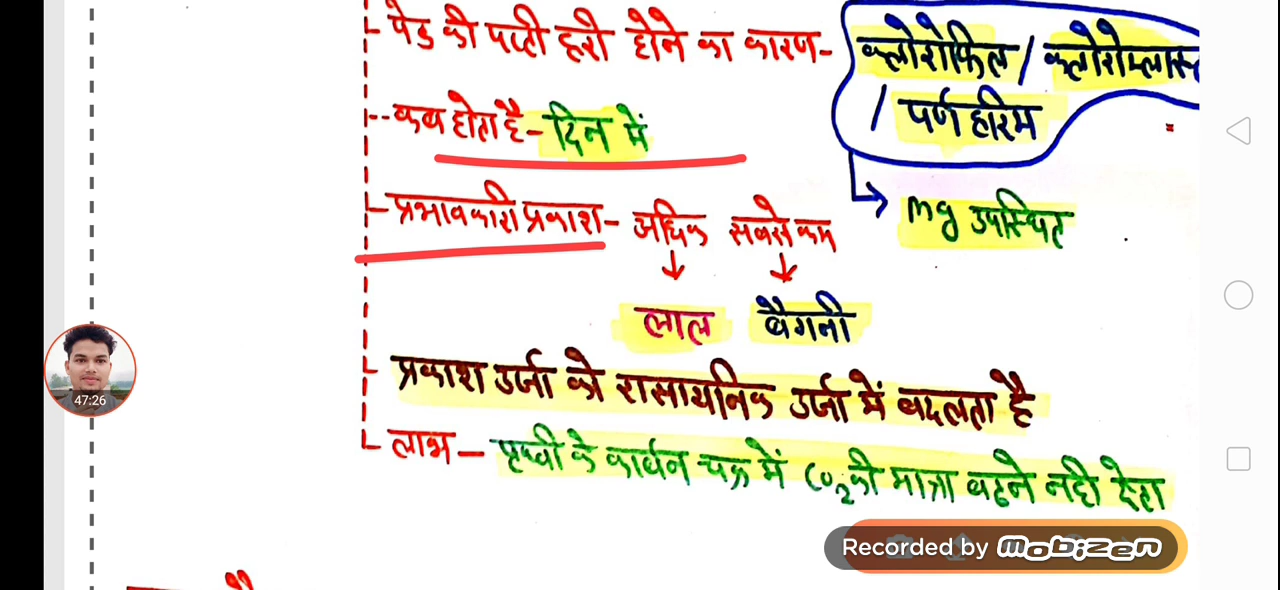 पेड की पत्ती हरी होने का कारण- क्लोरोफिल / क्लोरोप्लास्ट
/ पर्ण हरिम
कब होता है- दिन में
mg उपस्थित
प्रभावकारी प्रकाश- अधिक सबसे कम
लाल बैगनी
प्रकाश उर्जा को रासायनिक उर्जा में बदलता है
लाभ- पृथ्वी के कार्बन चक्र में CO2 की मात्रा बढने नही देता
47:26
Recorded by mobizen